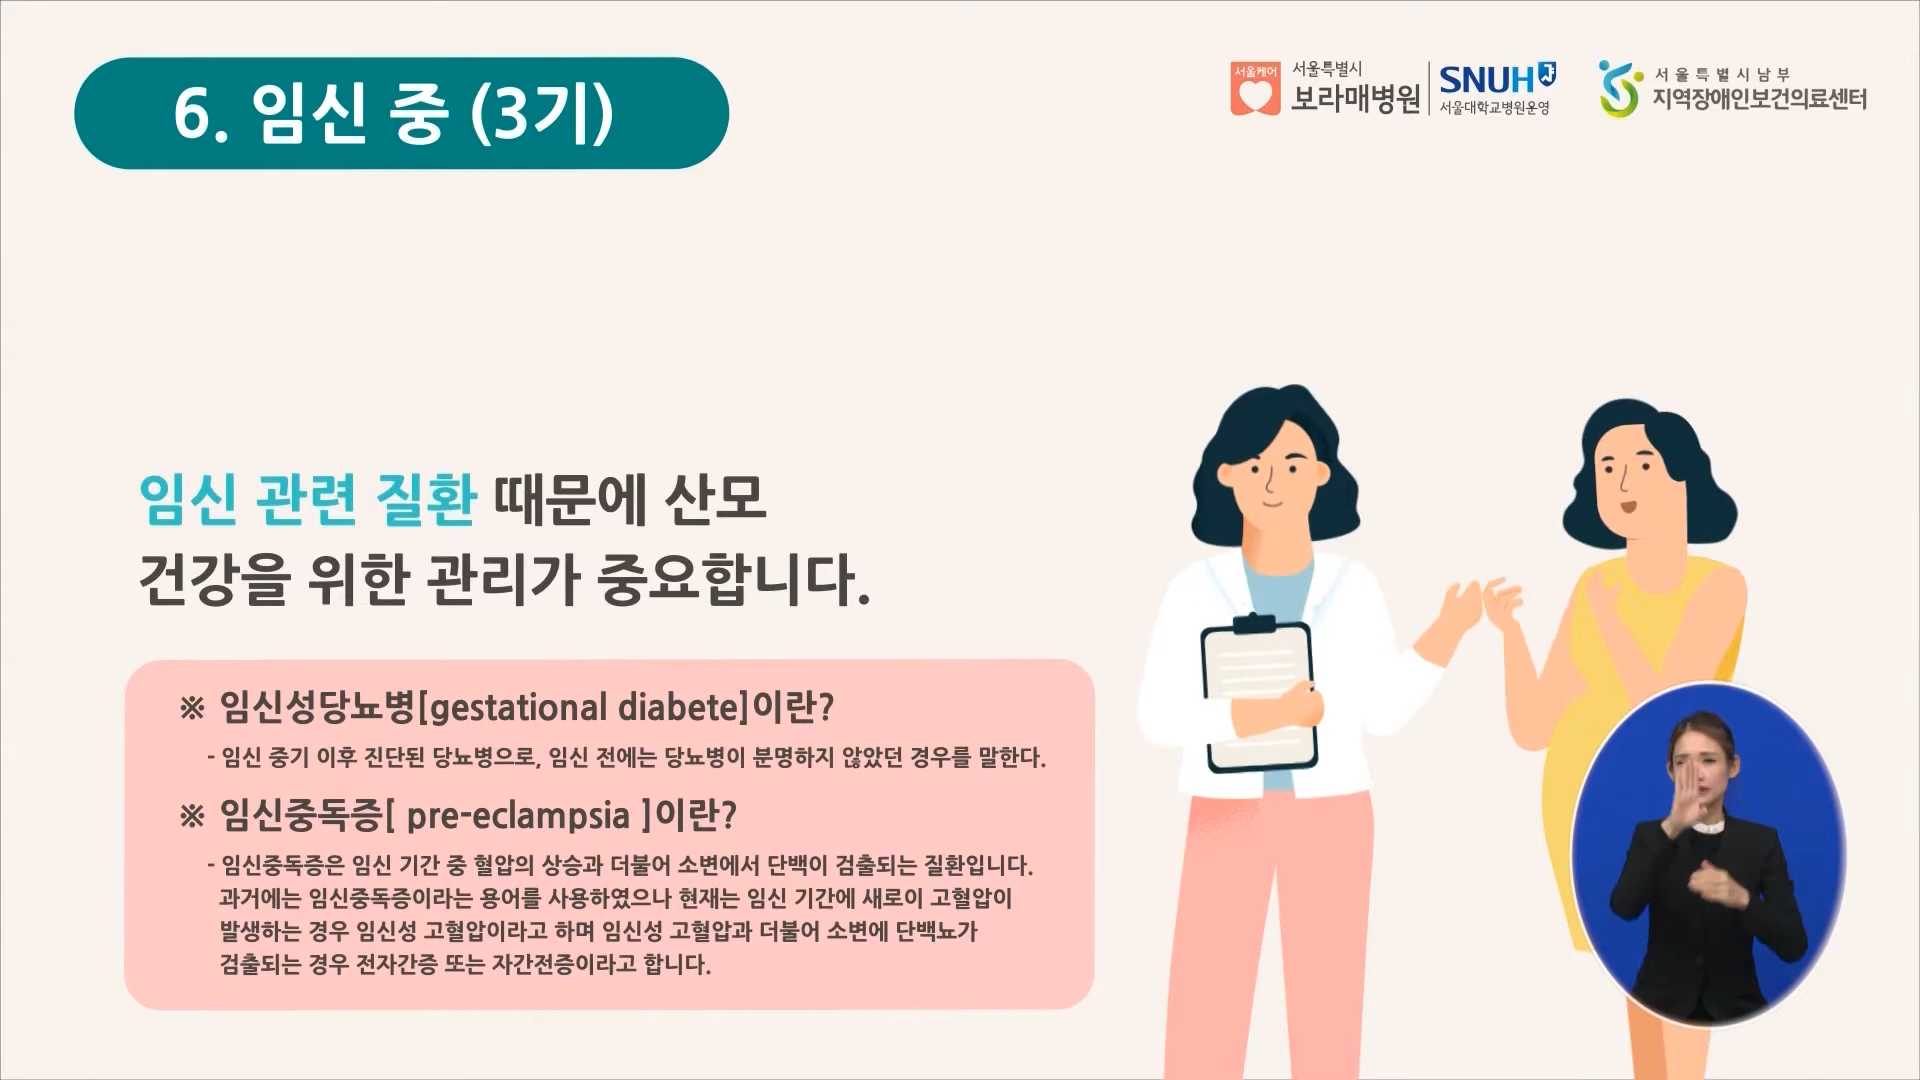 6. 임신 중 (3기)
서울케어
서울특별시
보라매병원
SNUH
서울대학교병원운영
서울특별시남부
지역장애인보건의료센터
임신 관련 질환 때문에 산모
건강을 위한 관리가 중요합니다.
※ 임신성당뇨병[gestational diabete]이란?
- 임신 중기 이후 진단된 당뇨병으로, 임신 전에는 당뇨병이 분명하지 않았던 경우를 말한다.
※ 임신중독증[ pre-eclampsia ]이란?
- 임신중독증은 임신 기간 중 혈압의 상승과 더불어 소변에서 단백이 검출되는 질환입니다.
과거에는 임신중독증이라는 용어를 사용하였으나 현재는 임신 기간에 새로이 고혈압이
발생하는 경우 임신성 고혈압이라고 하며 임신성 고혈압과 더불어 소변에 단백뇨가
검출되는 경우 전자간증 또는 자간전증이라고 합니다.